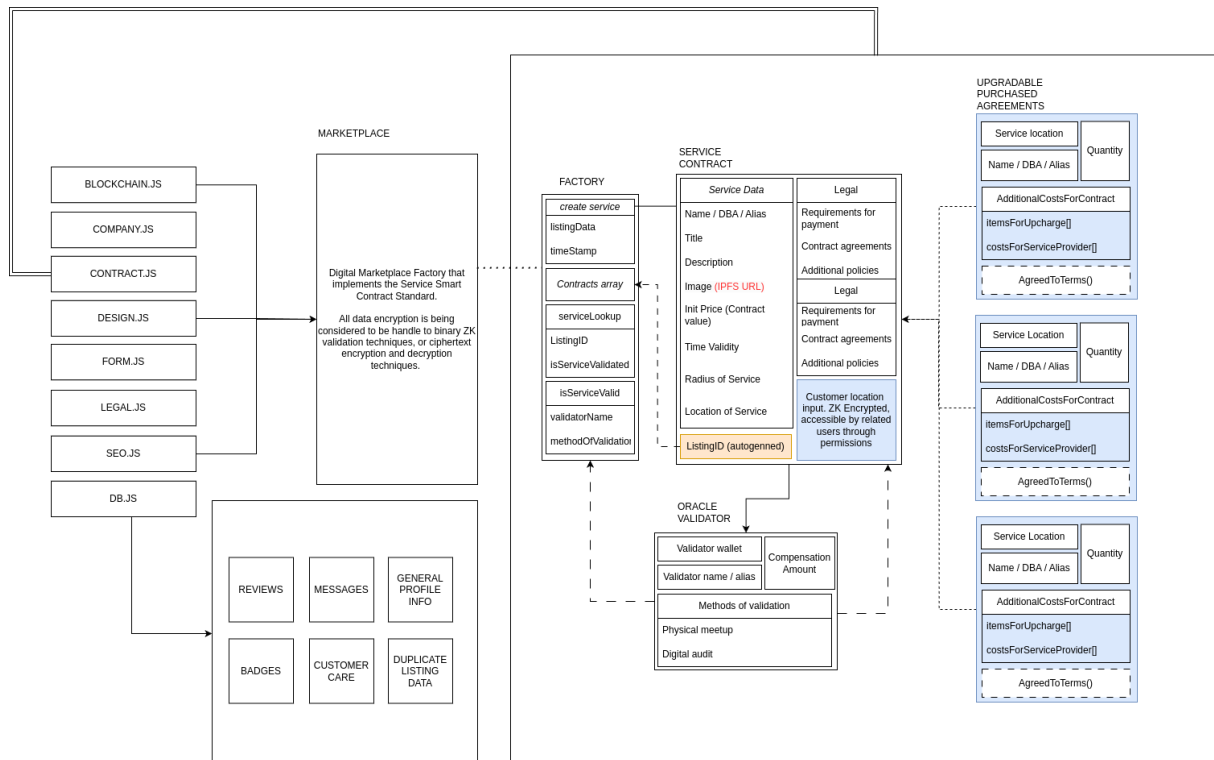 BLOCKCHAIN.JS
COMPANY.JS
CONTRACT.JS
DESIGN.JS
FORM.JS
LEGAL.JS
SEO.JS
DB.JS
MARKETPLACE
Digital Marketplace Factory that
implements the Service Smart
Contract Standard.
All data encryption is being
considered to be handle to binary ZK
validation techniques, or ciphertext
encryption and decryption
techniques.
REVIEWS
MESSAGES
GENERAL
PROFILE
INFO
BADGES
CUSTOMER
CARE
DUPLICATE
LISTING
DATA
FACTORY
create service
listingData
timeStamp
Contracts array
serviceLookup
ListingID
isServiceValidated
isServiceValid
validatorName
methodOfValidation
SERVICE
CONTRACT
Service Data
Name / DBA / Alias
Title
Description
Image (IPFS URL)
Init Price (Contract
value)
Time Validity
Radius of Service
Location of Service
ListingID (autogenned)
Legal
Requirements for
payment
Contract agreements
Additional policies
Legal
Requirements for
payment
Contract agreements
Additional policies
Customer location
input. ZK Encrypted,
accessible by related
users through
permissions
ORACLE
VALIDATOR
Validator wallet
Validator name / alias
Compensation
Amount
Methods of validation
Physical meetup
Digital audit
UPGRADABLE
PURCHASED
AGREEMENTS
Service location
Name / DBA / Alias
Quantity
AdditionalCostsForContract
itemsForUpcharge[]
costsForServiceProvider[]
AgreedToTerms()
Service Location
Name / DBA / Alias
Quantity
AdditionalCostsForContract
itemsForUpcharge[]
costsForServiceProvider[]
AgreedToTerms()
Service Location
Name / DBA / Alias
Quantity
AdditionalCostsForContract
itemsForUpcharge[]
costsForServiceProvider[]
AgreedToTerms()